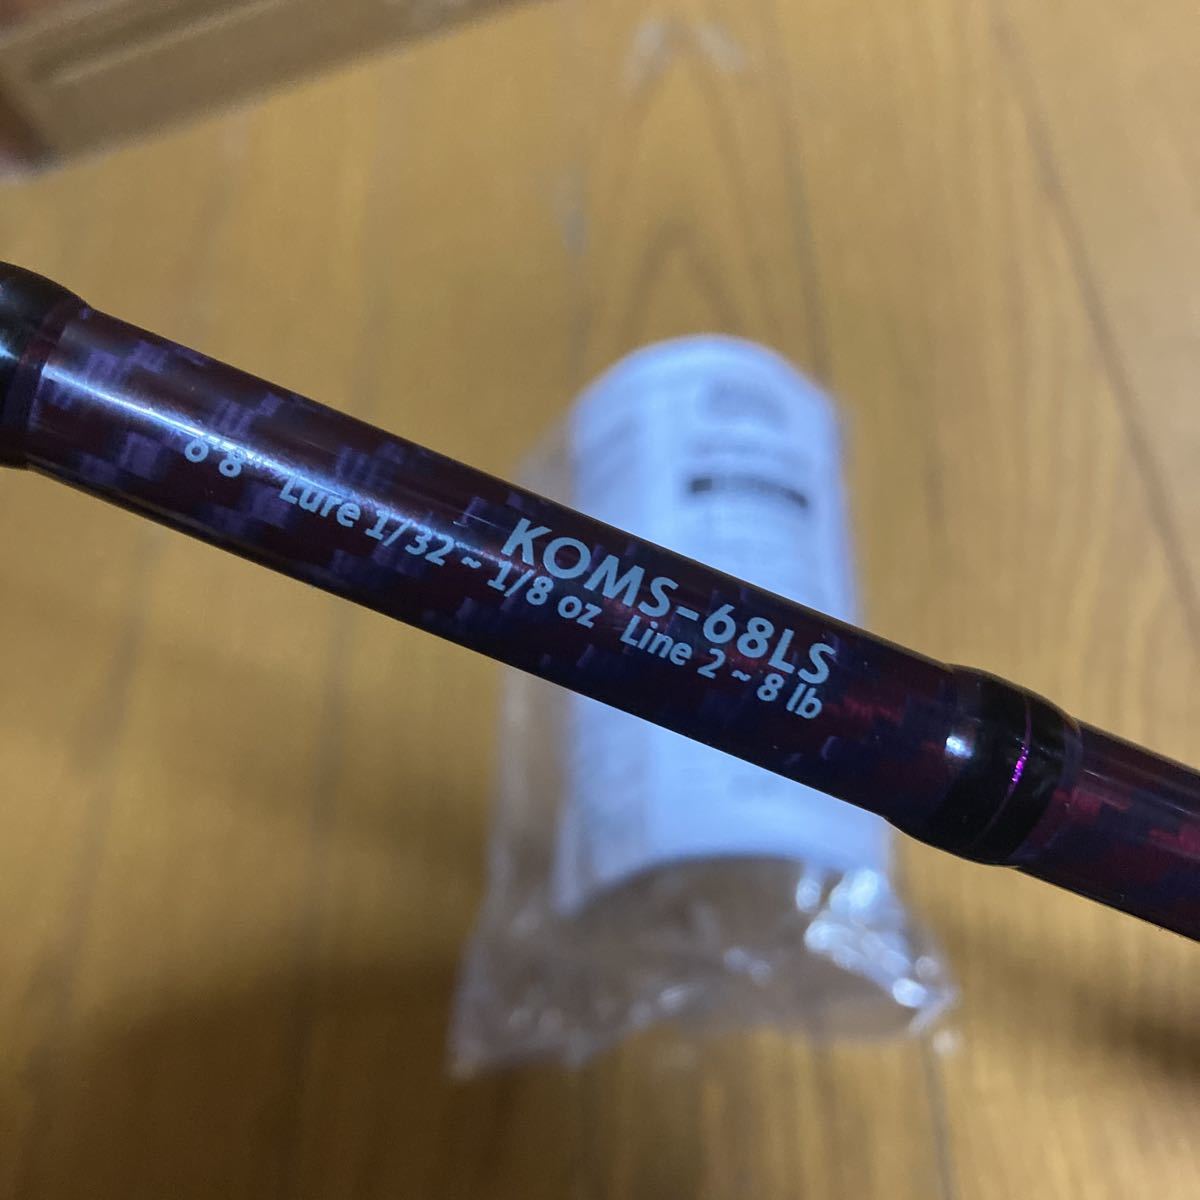 KOMS-68LS
6'8" Lure 1/32 ~ 1/8 oz Line 2 ~ 8 lb